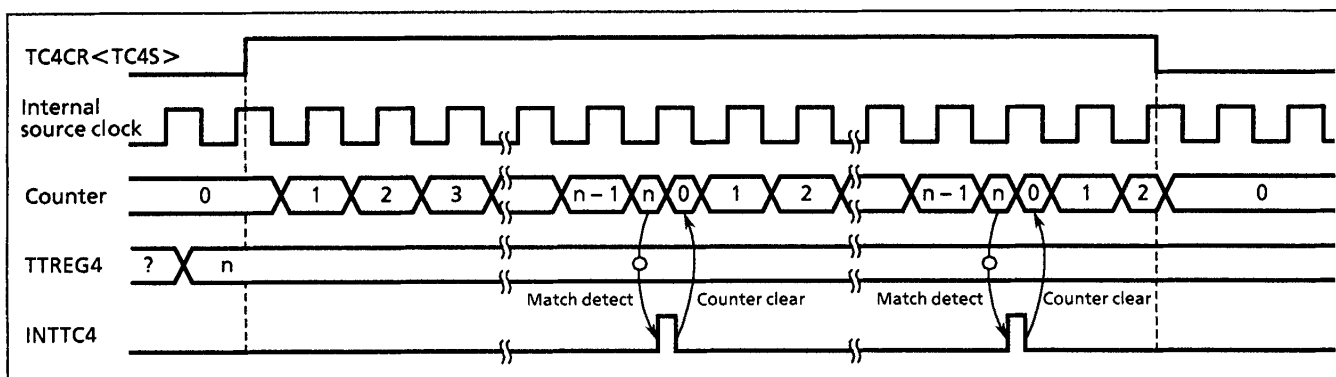 TC4CR<TC4S>
Internal
source clock
Counter 0 1 2 3 n-1 n 0 1 2 n-1 n 0 1 2 0
TTREG4 ? n
Match detect Counter clear Match detect Counter clear
INTTC4